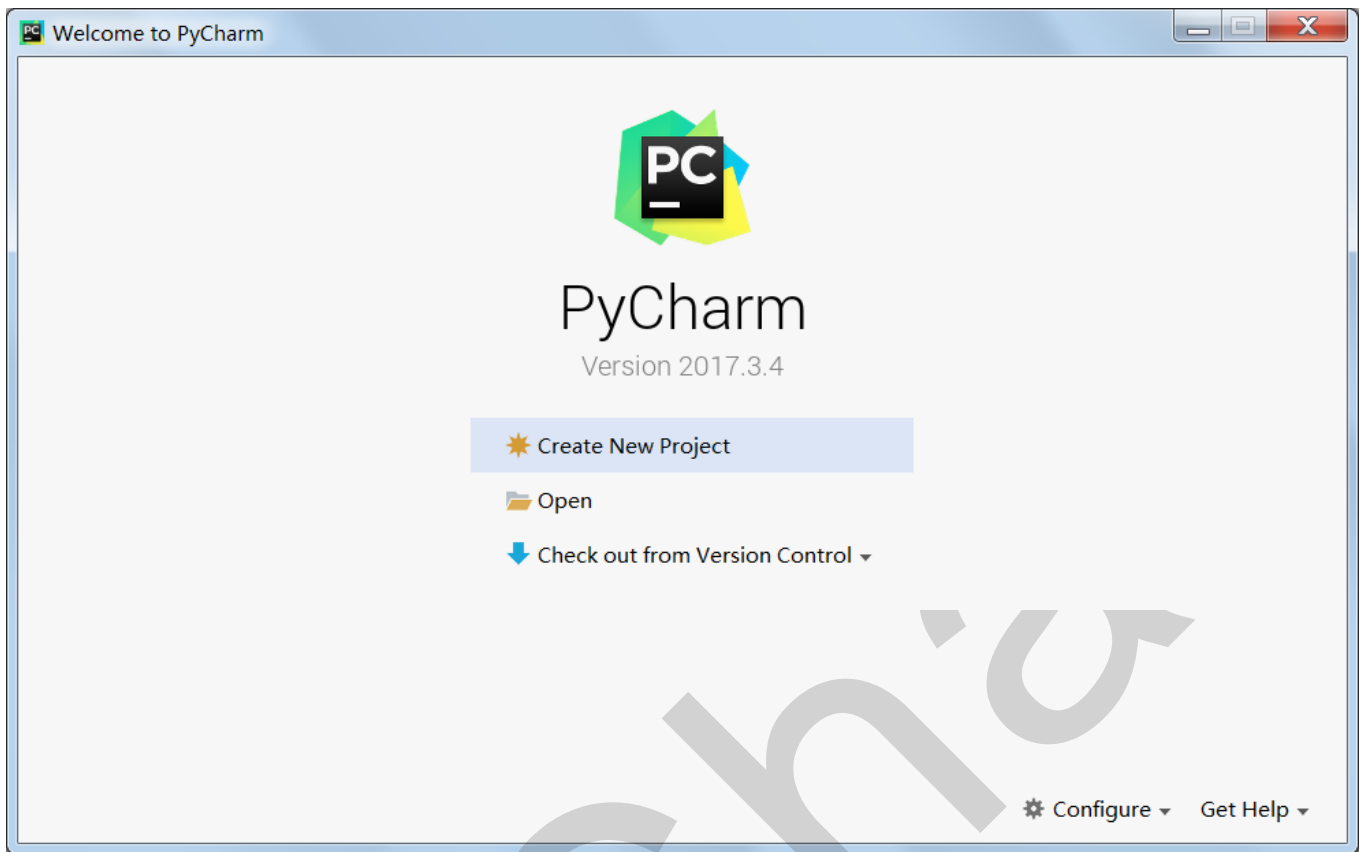 PC
Welcome to PyCharm
PC
PyCharm
Version 2017.3.4
Create New Project
Open
Check out from Version Control
Configure
Get Help